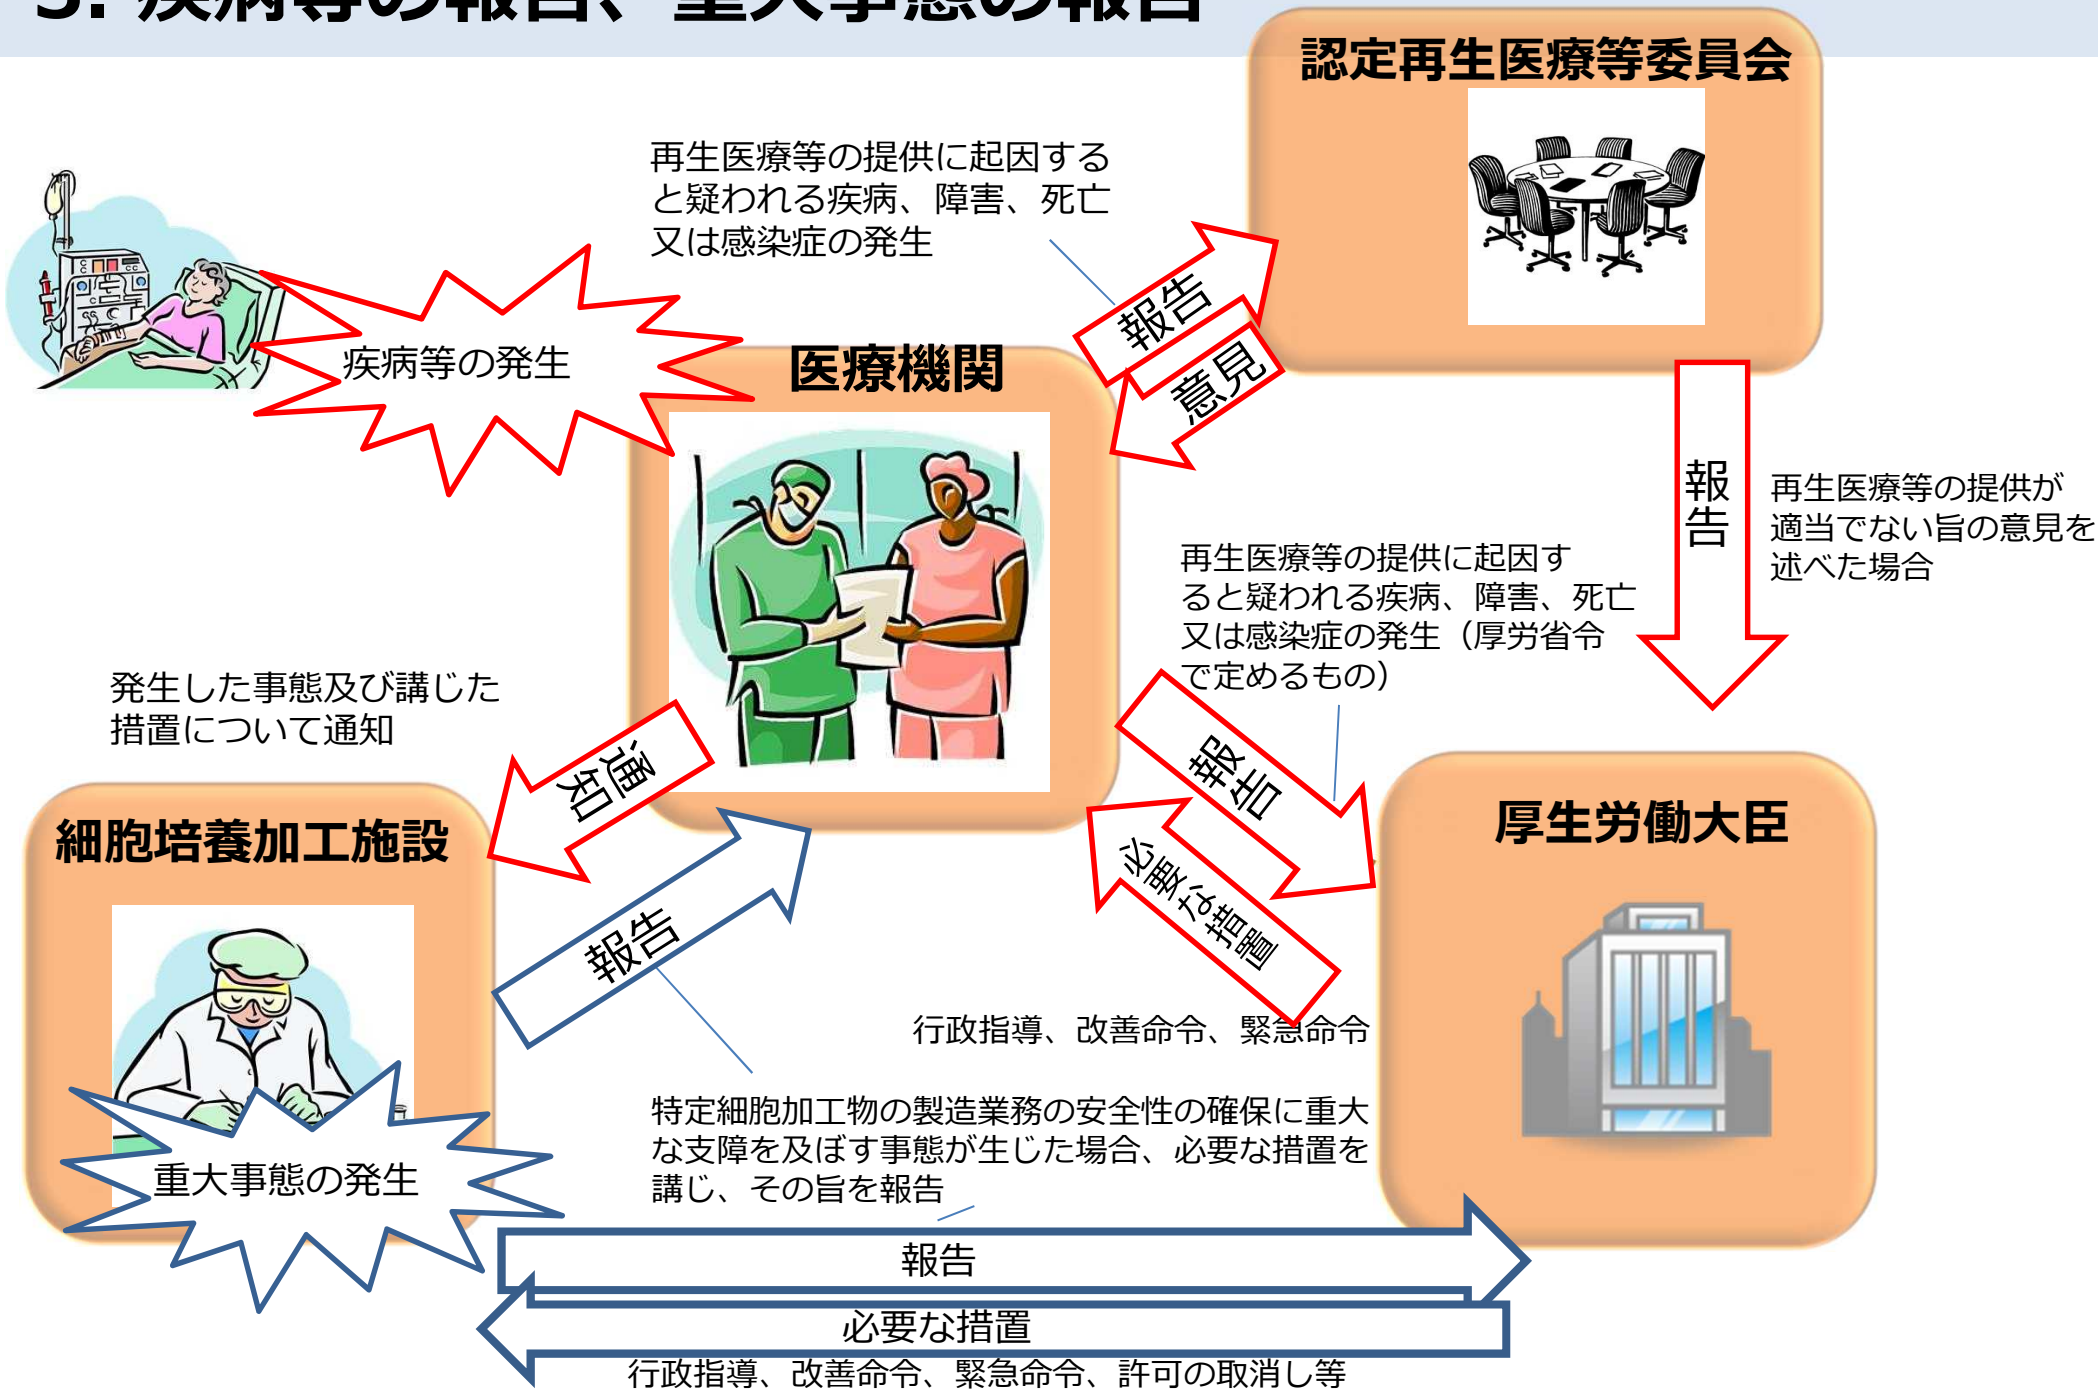 疾病等の報告、重大事態の報告
認定再生医療等委員会
再生医療等の提供に起因する
と疑われる疾病、障害、死亡
又は感染症の発生
報告
意見
疾病等の発生
医療機関
報告
再生医療等の提供が
適当でない旨の意見を
述べた場合
再生医療等の提供に起因す
ると疑われる疾病、障害、死亡
又は感染症の発生（厚労省令
で定めるもの）
発生した事態及び講じた
措置について通知
通知
報告
必要な措置
厚生労働大臣
細胞培養加工施設
報告
行政指導、改善命令、緊急命令
特定細胞加工物の製造業務の安全性の確保に重大
な支障を及ぼす事態が生じた場合、必要な措置を
講じ、その旨を報告
重大事態の発生
報告
必要な措置
行政指導、改善命令、緊急命令、許可の取消し等